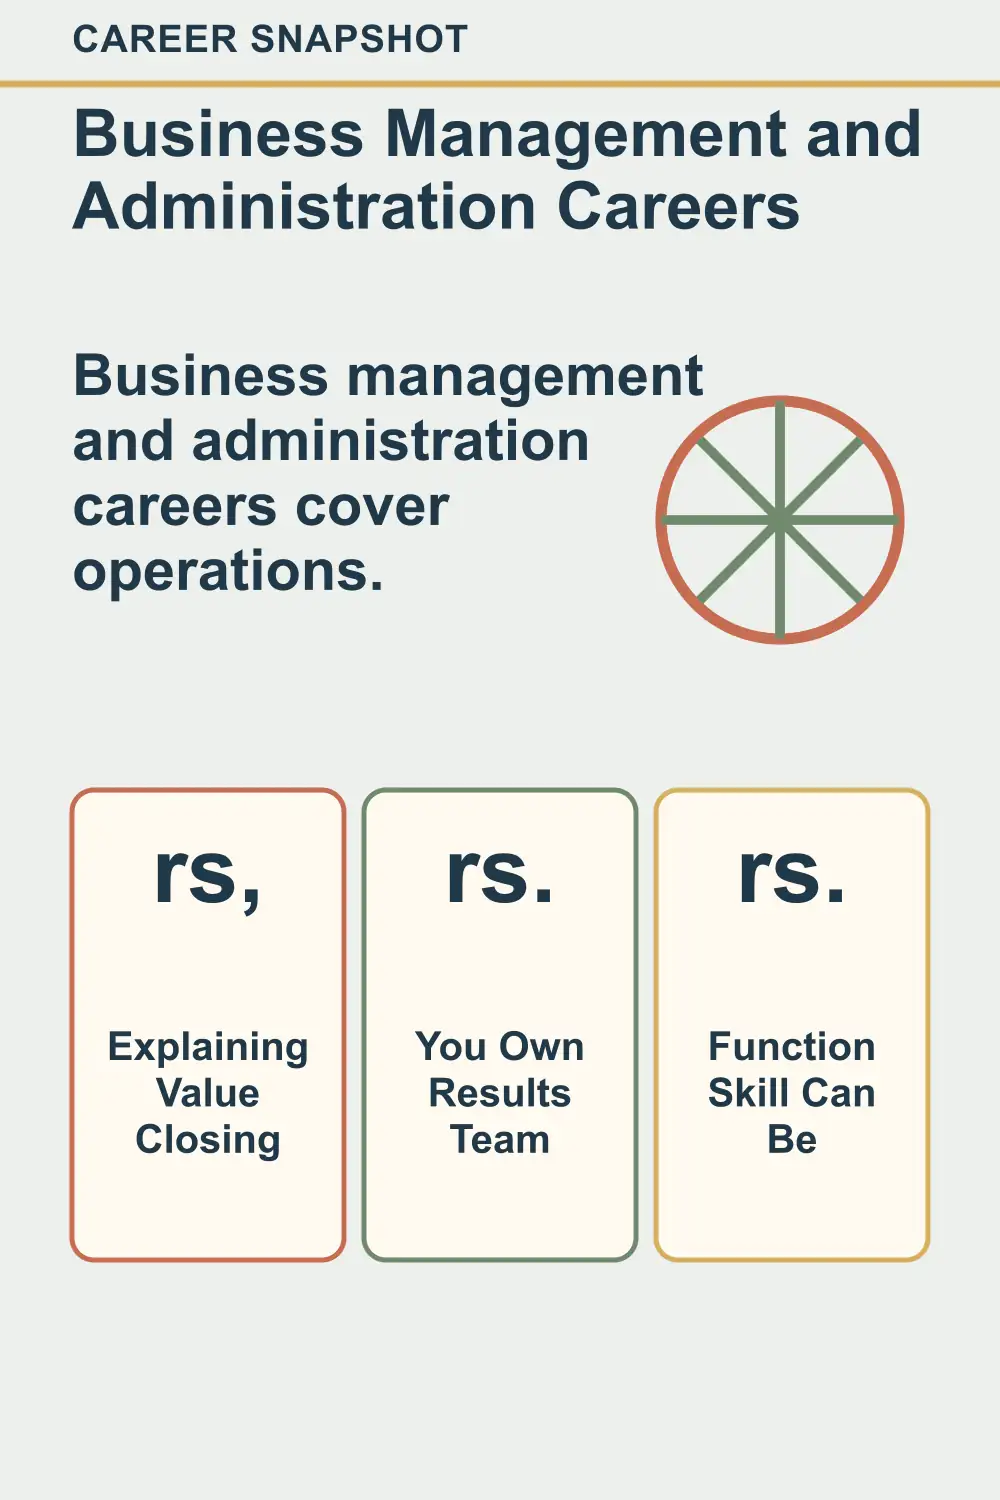 CAREER SNAPSHOT
Business Management and
Administration Careers
Business management
and administration
careers cover
operations.
rs,
Explaining
Value
Closing
rs.
You Own
Results
Team
rs.
Function
Skill Can
Be